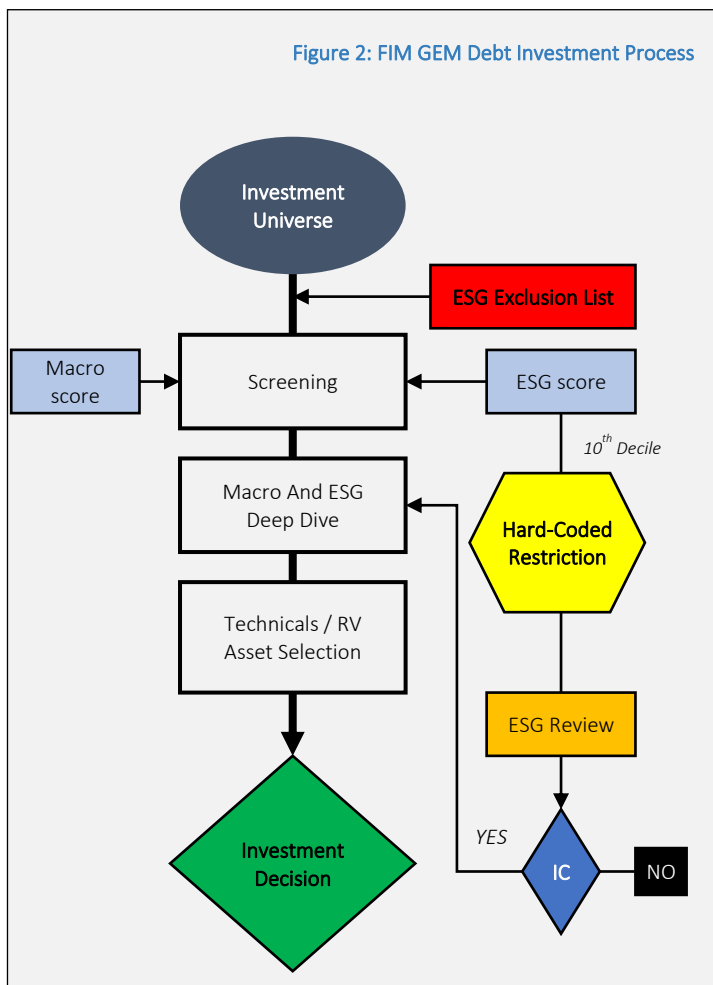 Figure 2: FIM GEM Debt Investment Process
Investment
Universe
ESG Exclusion List
Macro
score
Screening
ESG score
10th Decile
Macro And ESG
Deep Dive
Hard-Coded
Restriction
Technicals / RV
Asset Selection
ESG Review
YES
Investment
Decision
IC
NO